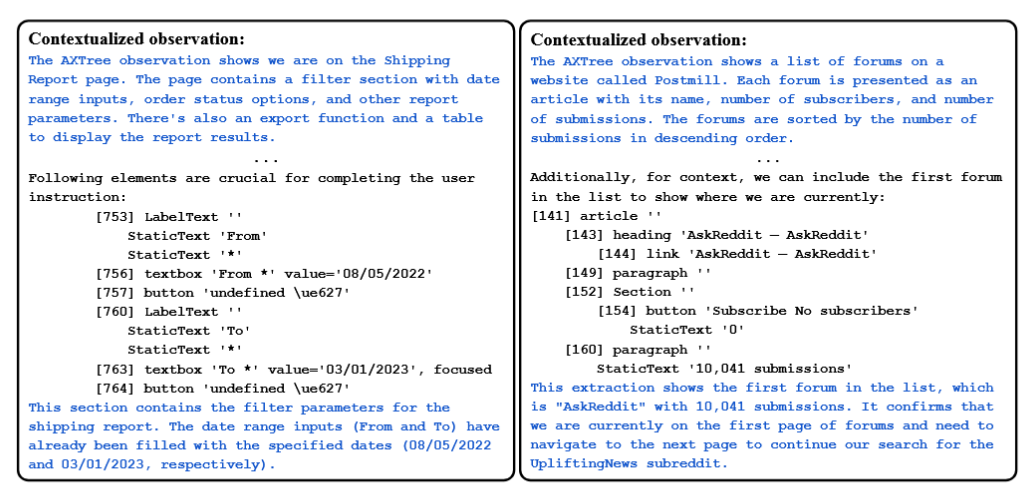 Contextualized observation:
The AXTree observation shows we are on the Shipping
Report page. The page contains a filter section with date
range inputs, order status options, and other report
parameters. There's also an export function and a table
to display the report results.
...
Following elements are crucial for completing the user
instruction:
[753] LabelText ''
StaticText 'From'
StaticText '*'
[756] textbox 'From *' value='08/05/2022'
[757] button 'undefined \ue627'
[760] LabelText ''
StaticText 'To'
StaticText '*'
[763] textbox 'To *' value='03/01/2023', focused
[764] button 'undefined \ue627'
This section contains the filter parameters for the
shipping report. The date range inputs (From and To) have
already been filled with the specified dates (08/05/2022
and 03/01/2023, respectively).
Contextualized observation:
The AXTree observation shows a list of forums on a
website called Postmill. Each forum is presented as an
article with its name, number of subscribers, and number
of submissions. The forums are sorted by the number of
submissions in descending order.
...
Additionally, for context, we can include the first forum
in the list to show where we are currently:
[141] article ''
[143] heading 'AskReddit — AskReddit'
[144] link 'AskReddit — AskReddit'
[149] paragraph ''
[152] Section ''
[154] button 'Subscribe No subscribers'
StaticText '0'
[160] paragraph ''
StaticText '10,041 submissions'
This extraction shows the first forum in the list, which
is "AskReddit" with 10,041 submissions. It confirms that
we are currently on the first page of forums and need to
navigate to the next page to continue our search for the
UpliftingNews subreddit.